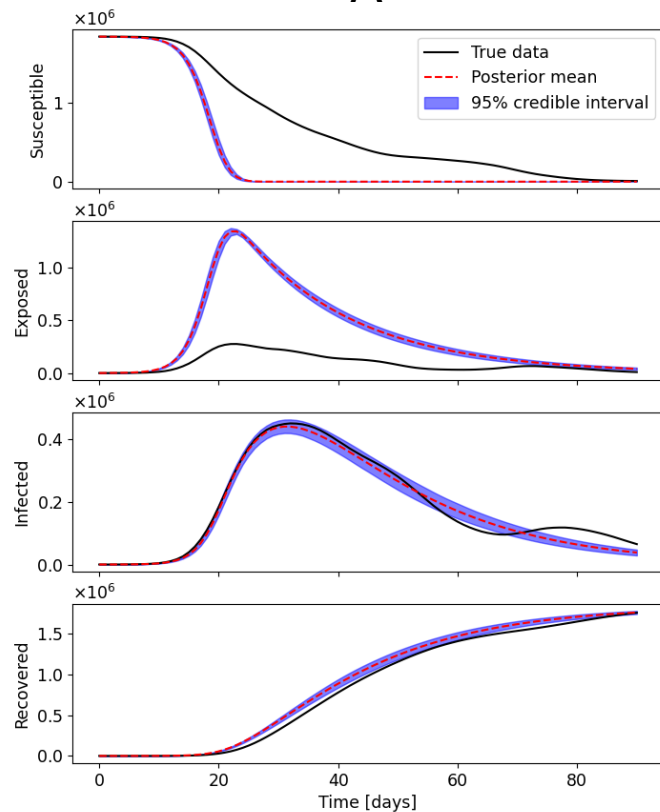 ×10⁶
Susceptible
1
0
True data
Posterior mean
95% credible interval
×10⁶
Exposed
1.0
0.5
0.0
×10⁶
Infected
0.4
0.2
0.0
×10⁶
Recovered
1.5
1.0
0.5
0.0
0 20 40 60 80
Time [days]